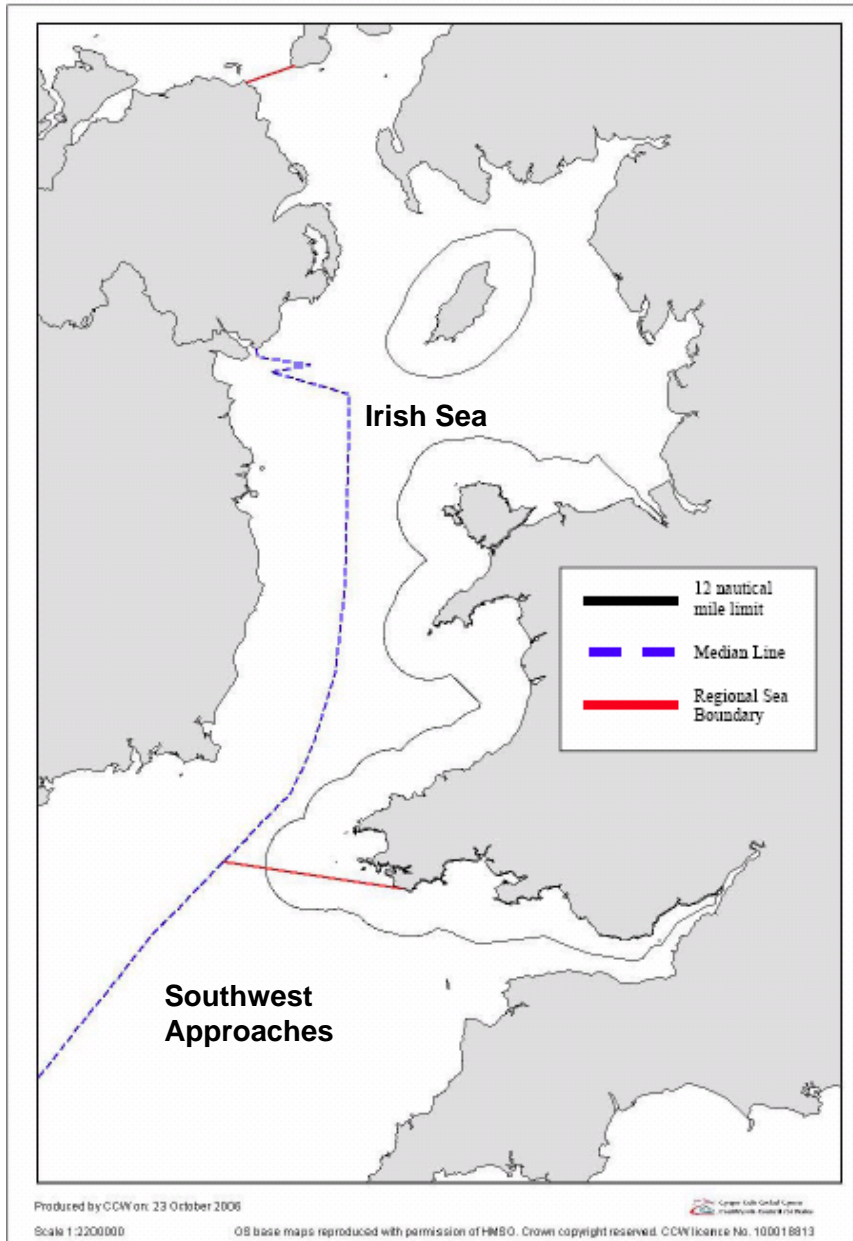 Irish Sea
12 nautical
mile limit
Median Line
Regional Sea
Boundary
Southwest
Approaches
Produced by CCW on: 23 October 2006
Scale 1:2200000
OS base maps reproduced with permission of HMSO. Crown copyright reserved. CCW licence No. 100018813